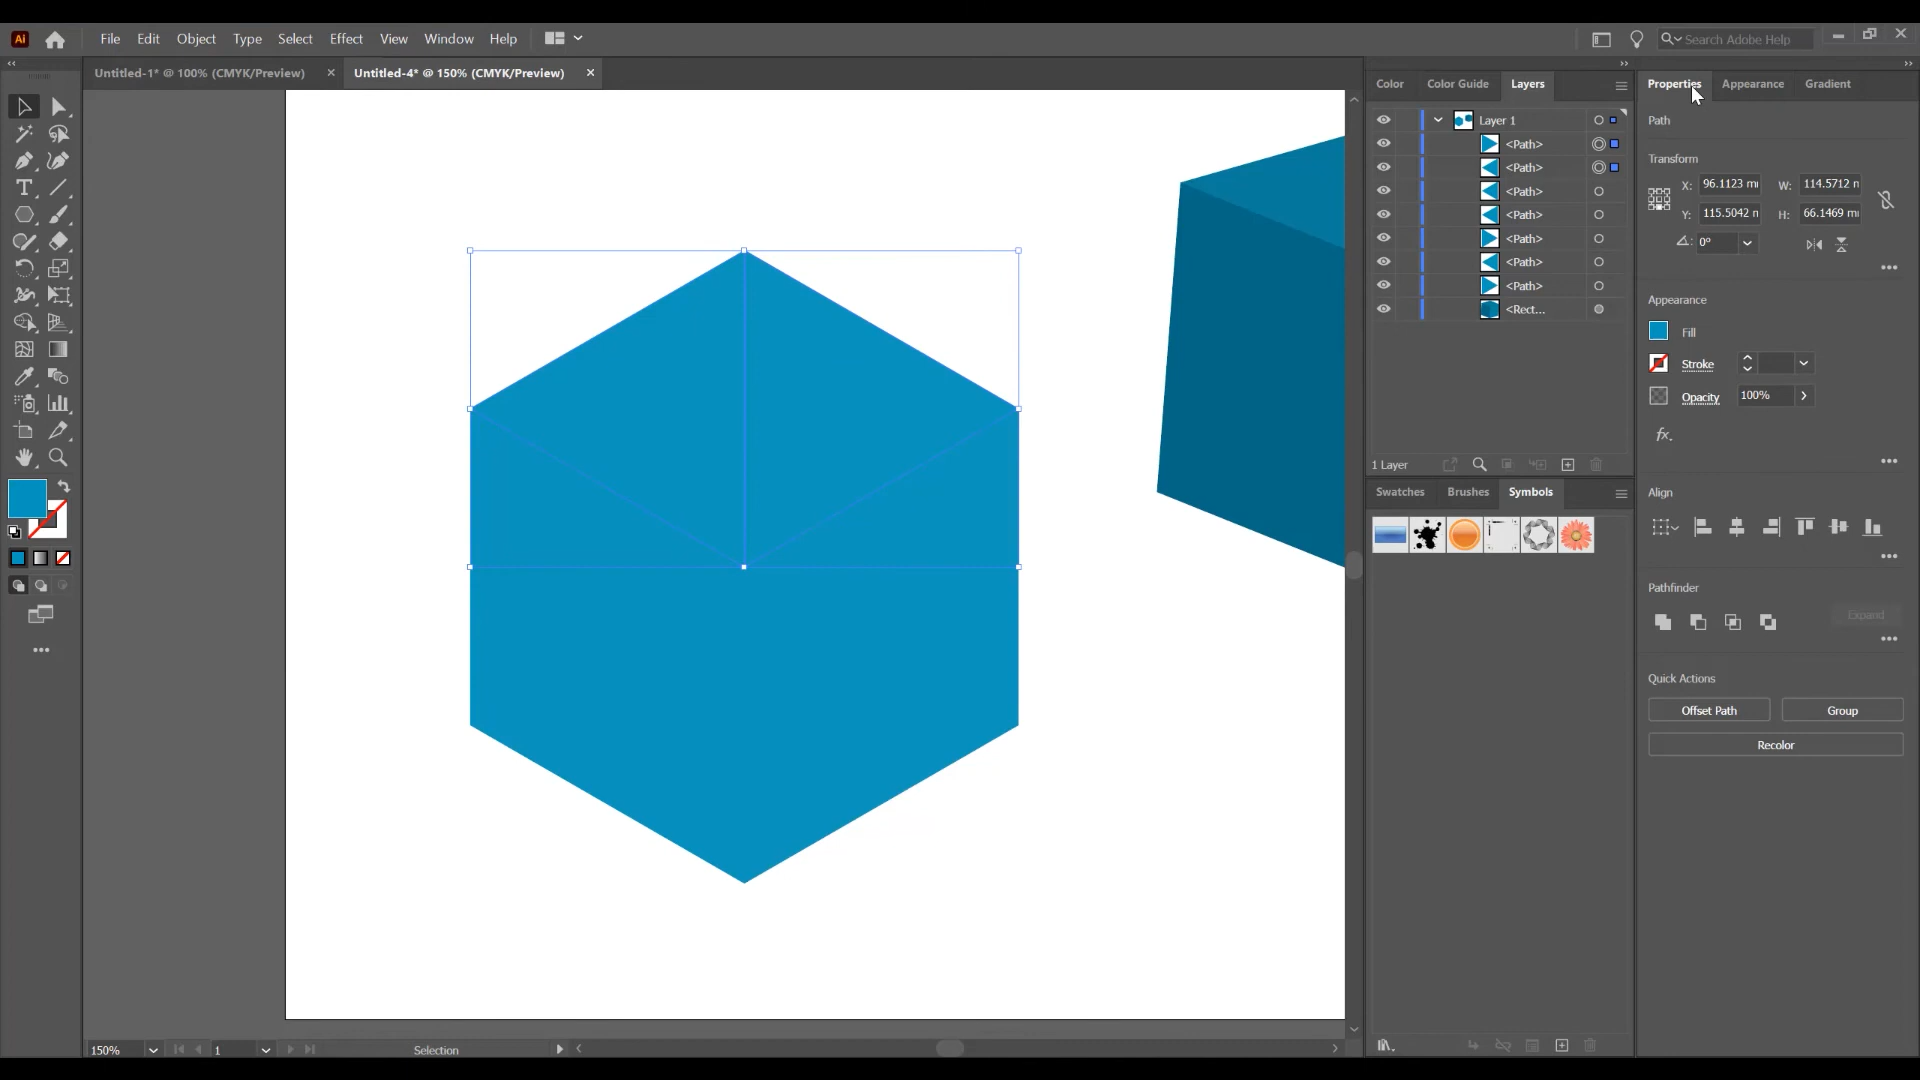 Ai File Edit Object Type Select Effect View Window Help Search Adobe Help
Untitled-1* @ 100% (CMYK/Preview) × Untitled-4* @ 150% (CMYK/Preview) ×
Color Color Guide Layers
Layer 1
<Path>
<Path>
<Path>
<Path>
<Path>
<Path>
<Path>
<Rect...
1 Layer
Swatches Brushes Symbols
Properties Appearance Gradient
Path
Transform
X: 96.1123 mi W: 114.5712 n
Y: 115.5042 n H: 66.1469 mi
0°
Appearance
Fill
Stroke
Opacity 100%
fx.
Align
Pathfinder
Expand
Quick Actions
Offset Path Group
Recolor
150% 1 Selection